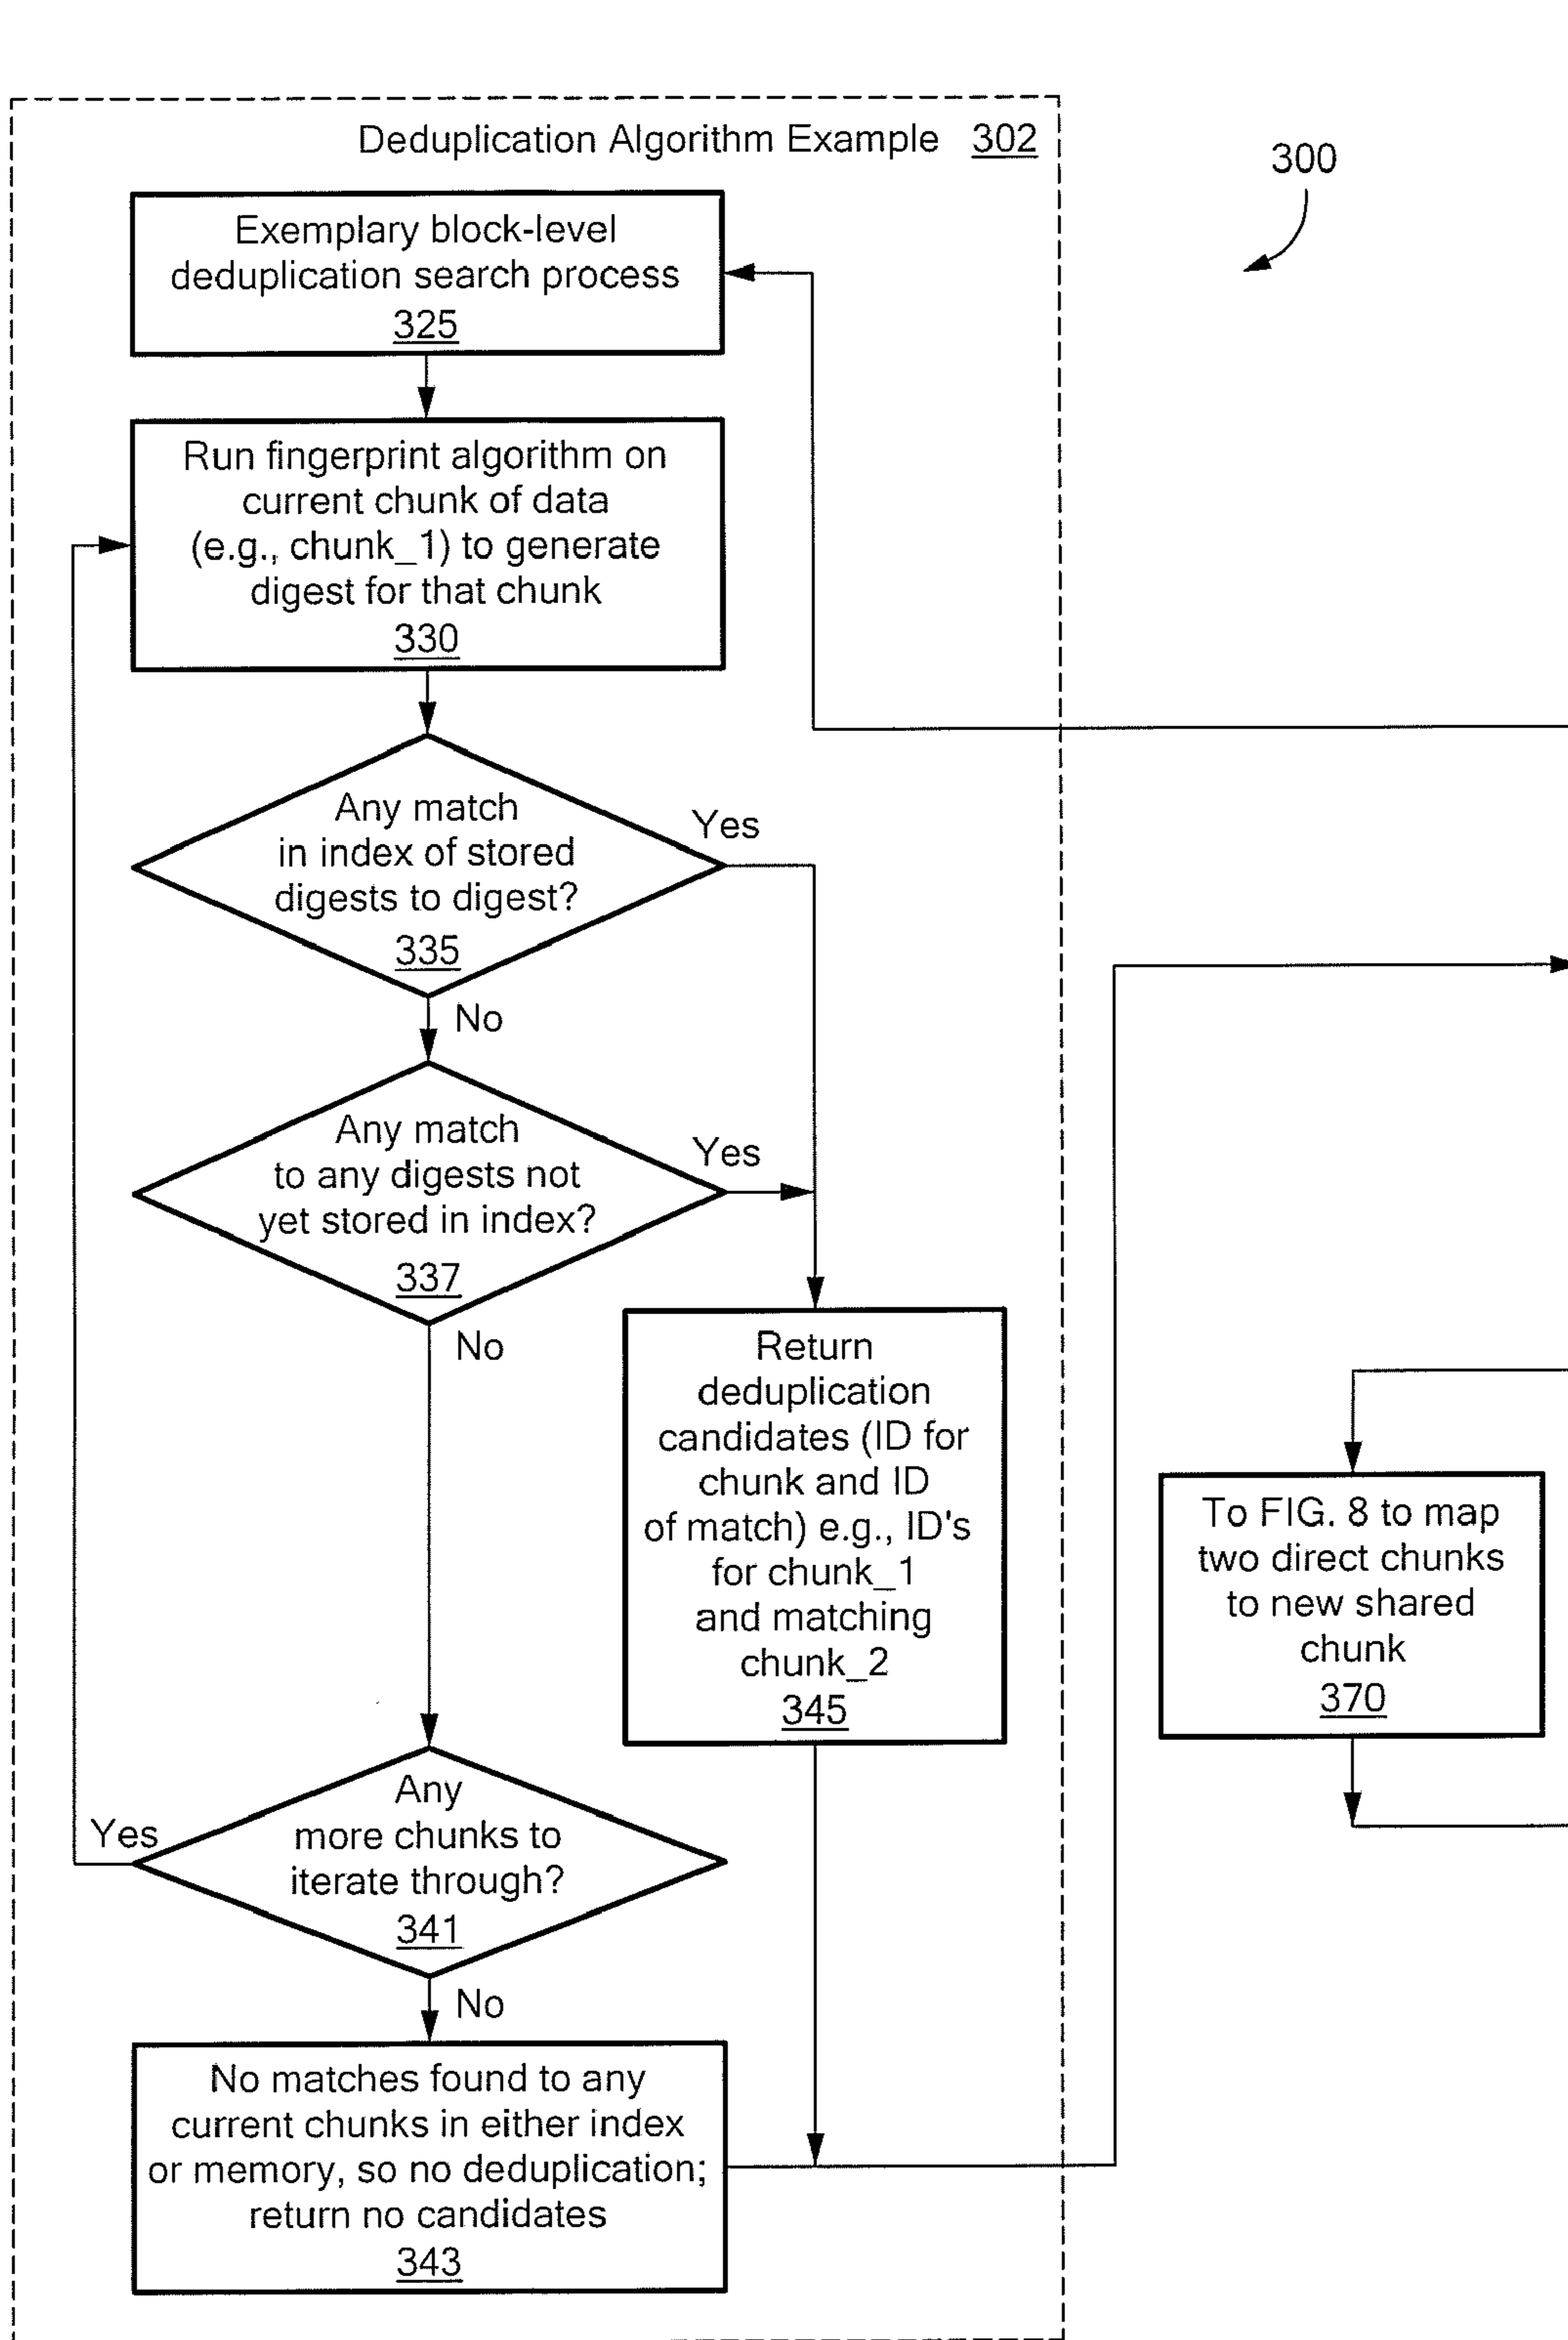 Deduplication Algorithm Example 302
300
Exemplary block-level
deduplication search process
325
Run fingerprint algorithm on
current chunk of data
(e.g., chunk_1) to generate
digest for that chunk
330
Any match
in index of stored
digests to digest?
335
Yes
No
Any match
to any digests not
yet stored in index?
337
Yes
No
Return
deduplication
candidates (ID for
chunk and ID
of match) e.g., ID's
for chunk_1
and matching
chunk_2
345
To FIG. 8 to map
two direct chunks
to new shared
chunk
370
Any
more chunks to
iterate through?
341
Yes
No
No matches found to any
current chunks in either index
or memory, so no deduplication;
return no candidates
343